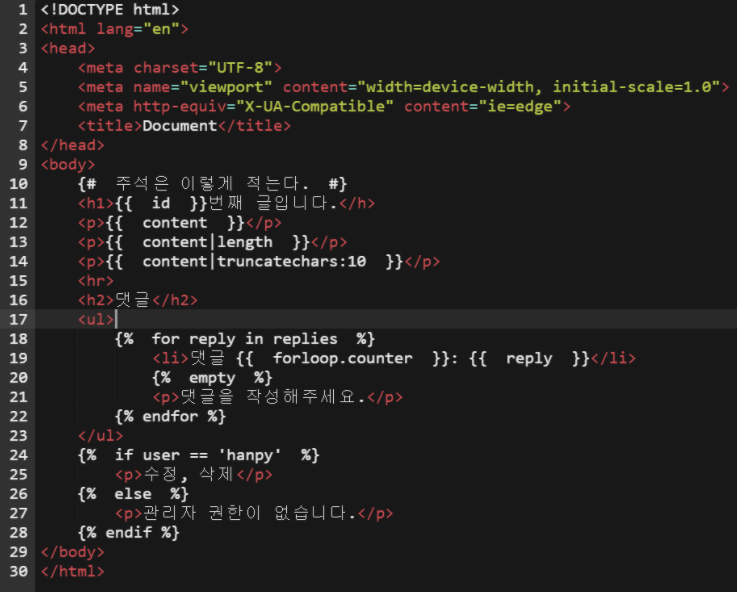 1 <!DOCTYPE html>
2 <html lang="en">
3 <head>
4     <meta charset="UTF-8">
5     <meta name="viewport" content="width=device-width, initial-scale=1.0">
6     <meta http-equiv="X-UA-Compatible" content="ie=edge">
7     <title>Document</title>
8 </head>
9 <body>
10     {#  주석은 이렇게 적는다.  #}
11     <h1>{{  id  }}번째 글입니다.</h>
12     <p>{{  content  }}</p>
13     <p>{{  content|length  }}</p>
14     <p>{{  content|truncatechars:10  }}</p>
15     <hr>
16     <h2>댓글</h2>
17     <ul>
18         {%  for reply in replies  %}
19             <li>댓글 {{  forloop.counter  }}: {{  reply  }}</li>
20             {%  empty  %}
21             <p>댓글을 작성해주세요.</p>
22         {% endfor %}
23     </ul>
24     {%  if user == 'hanpy'  %}
25         <p>수정, 삭제</p>
26     {%  else  %}
27         <p>관리자 권한이 없습니다.</p>
28     {% endif %}
29 </body>
30 </html>